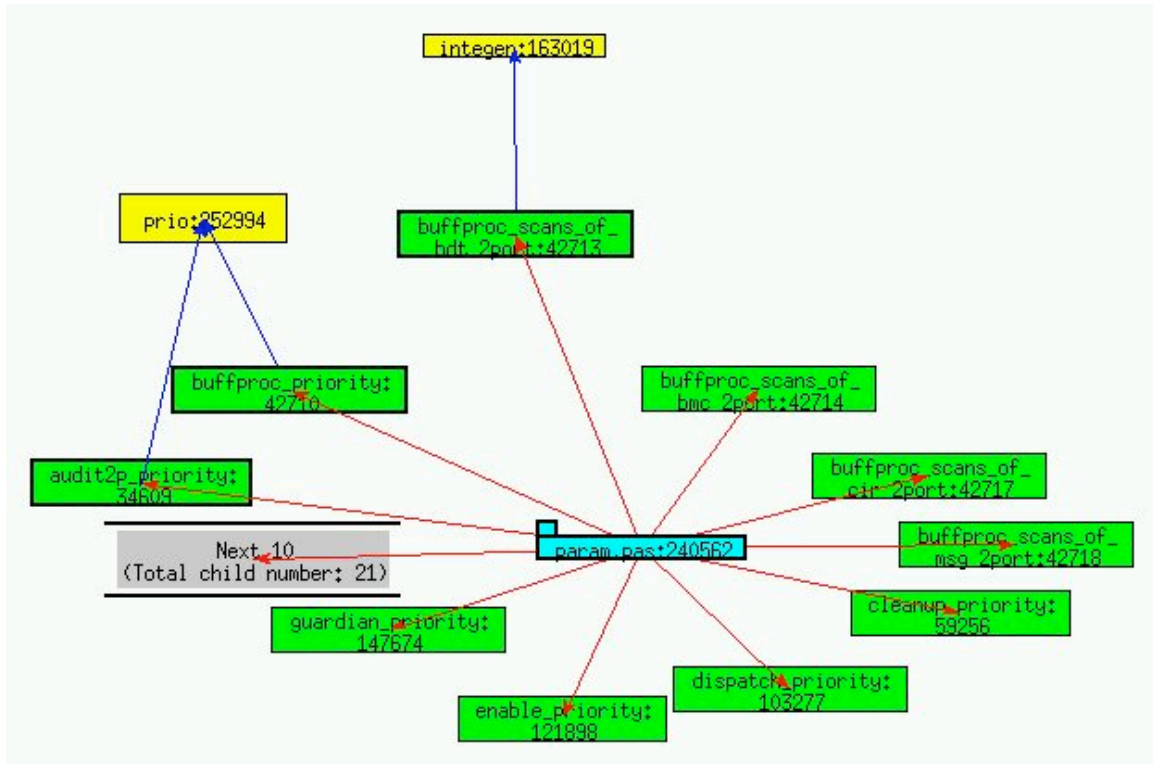 integen:163019
prio:252994
buffproc_scans_of_
hdt_2port:42713
buffproc_priority:
42710
buffproc_scans_of_
bmc_2port:42714
audit2p_priority:
34609
buffproc_scans_of_
cir_2port:42717
Next 10
(Total child number: 21)
param.pas:240562
buffproc_scans_of_
msg_2port:42718
guardian_priority:
147674
cleanup_priority:
59256
dispatch_priority:
103277
enable_priority:
121898